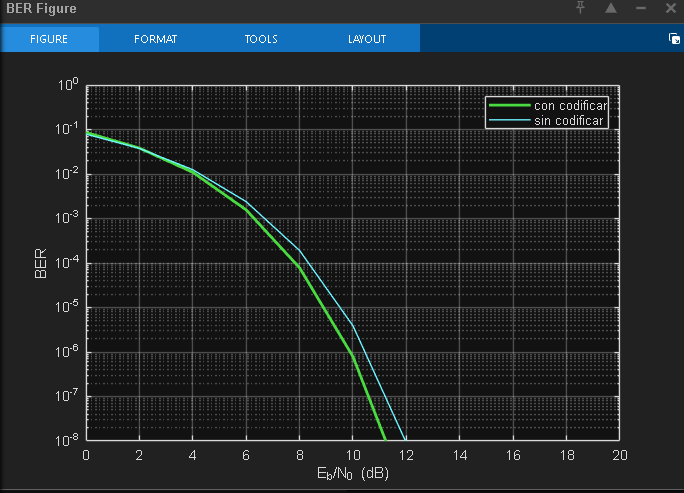 BER Figure
FIGURE FORMAT TOOLS LAYOUT
10^0
con codificar
sin codificar
10^-1
10^-2
10^-3
10^-4
10^-5
10^-6
10^-7
10^-8
BER
0 2 4 6 8 10 12 14 16 18 20
E_b/N_0 (dB)